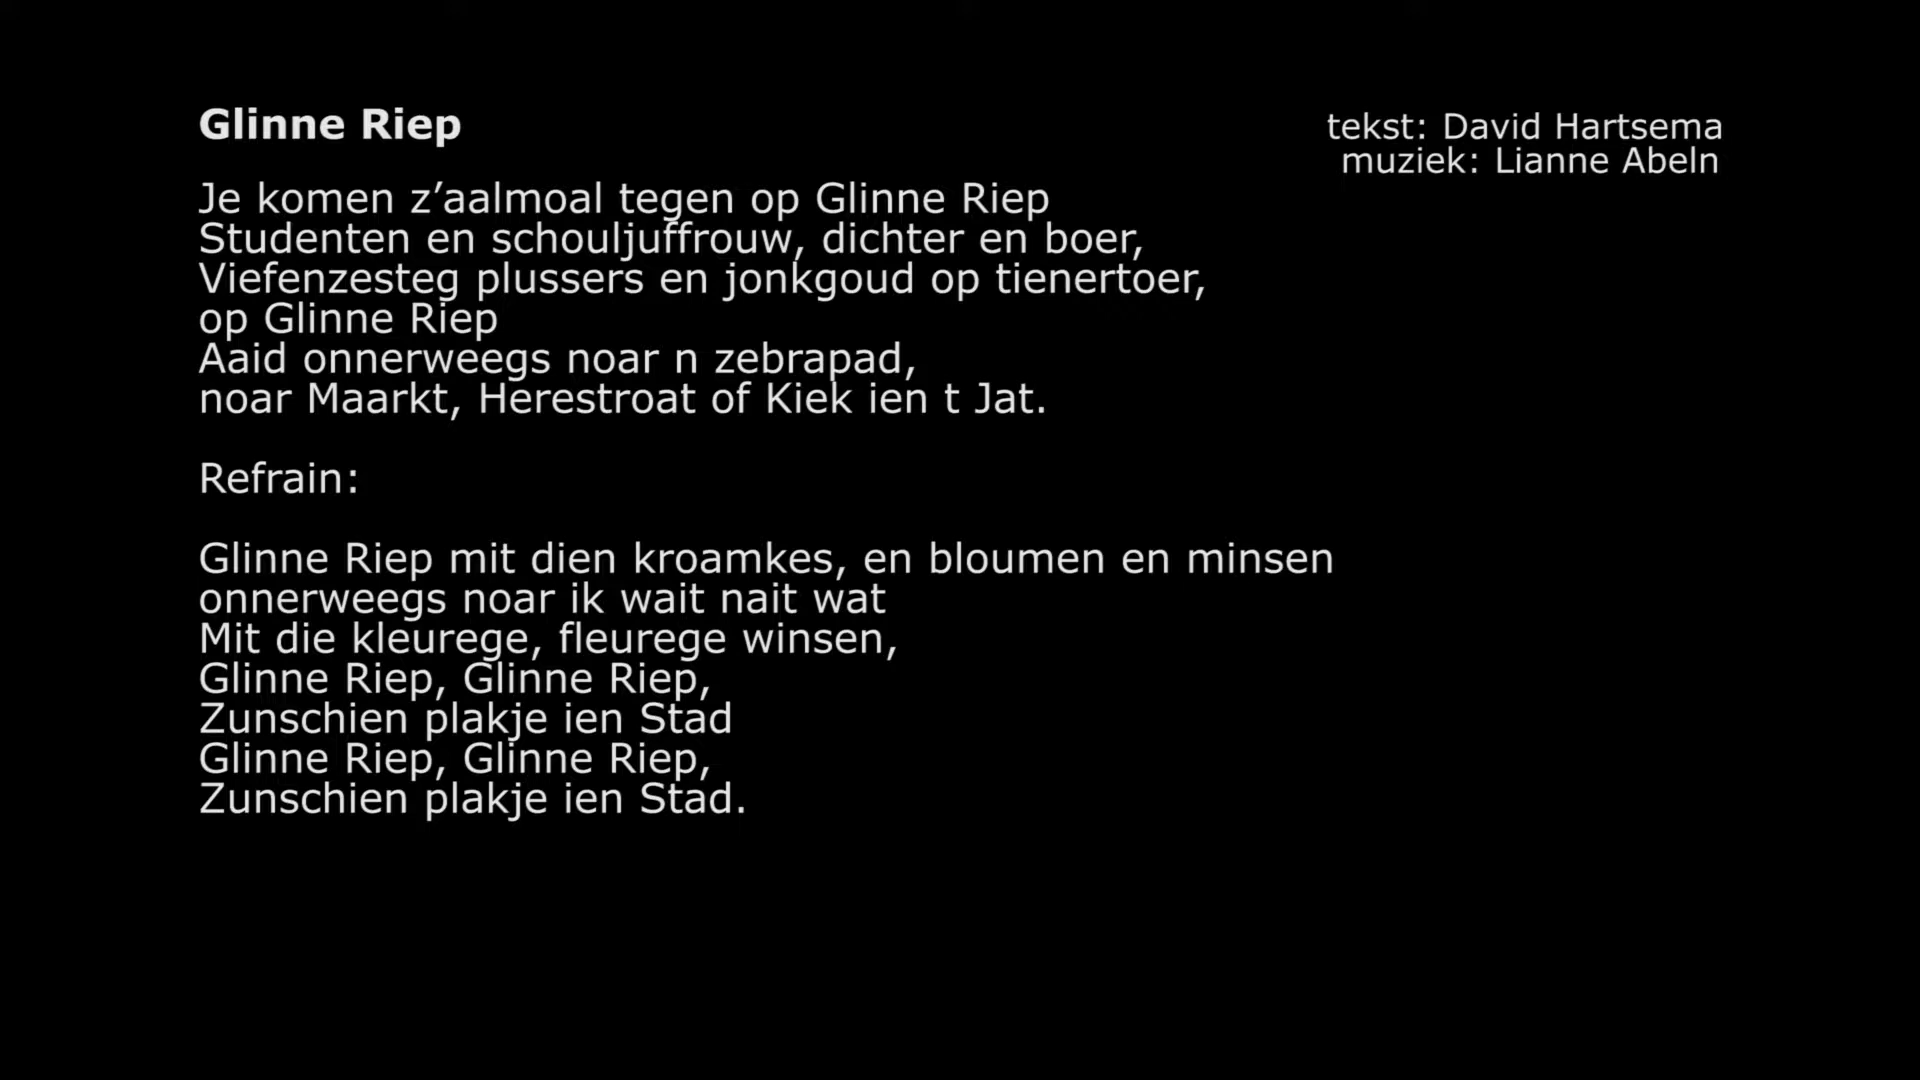 Glinne Riep
tekst: David Hartsema
muziek: Lianne Abeln
Je komen z’aalmoal tegen op Glinne Riep
Studenten en schouljuffrouw, dichter en boer,
Viefenzesteg plussers en jonkgoud op tienertoer,
op Glinne Riep
Aaid onnerweegs noar n zebrapad,
noar Maarkt, Herestroat of Kiek ien t Jat.
Refrain:
Glinne Riep mit dien kroamkes, en bloumen en minsen
onnerweegs noar ik wait nait wat
Mit die kleurege, fleurege winsen,
Glinne Riep, Glinne Riep,
Zunschien plakje ien Stad
Glinne Riep, Glinne Riep,
Zunschien plakje ien Stad.